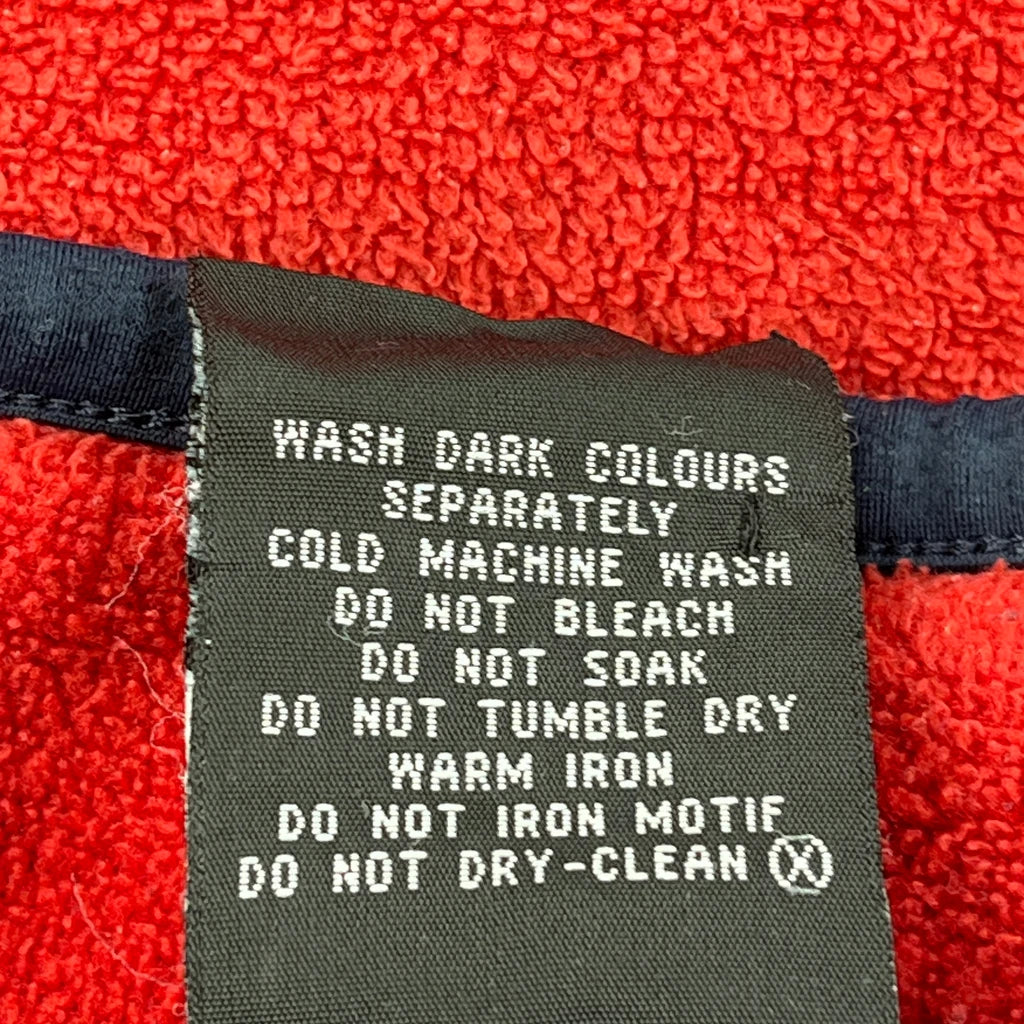 WASH DARK COLOURS
SEPARATELY
COLD MACHINE WASH
DO NOT BLEACH
DO NOT SOAK
DO NOT TUMBLE DRY
WARM IRON
DO NOT IRON MOTIF
DO NOT DRY-CLEAN Ⓧ